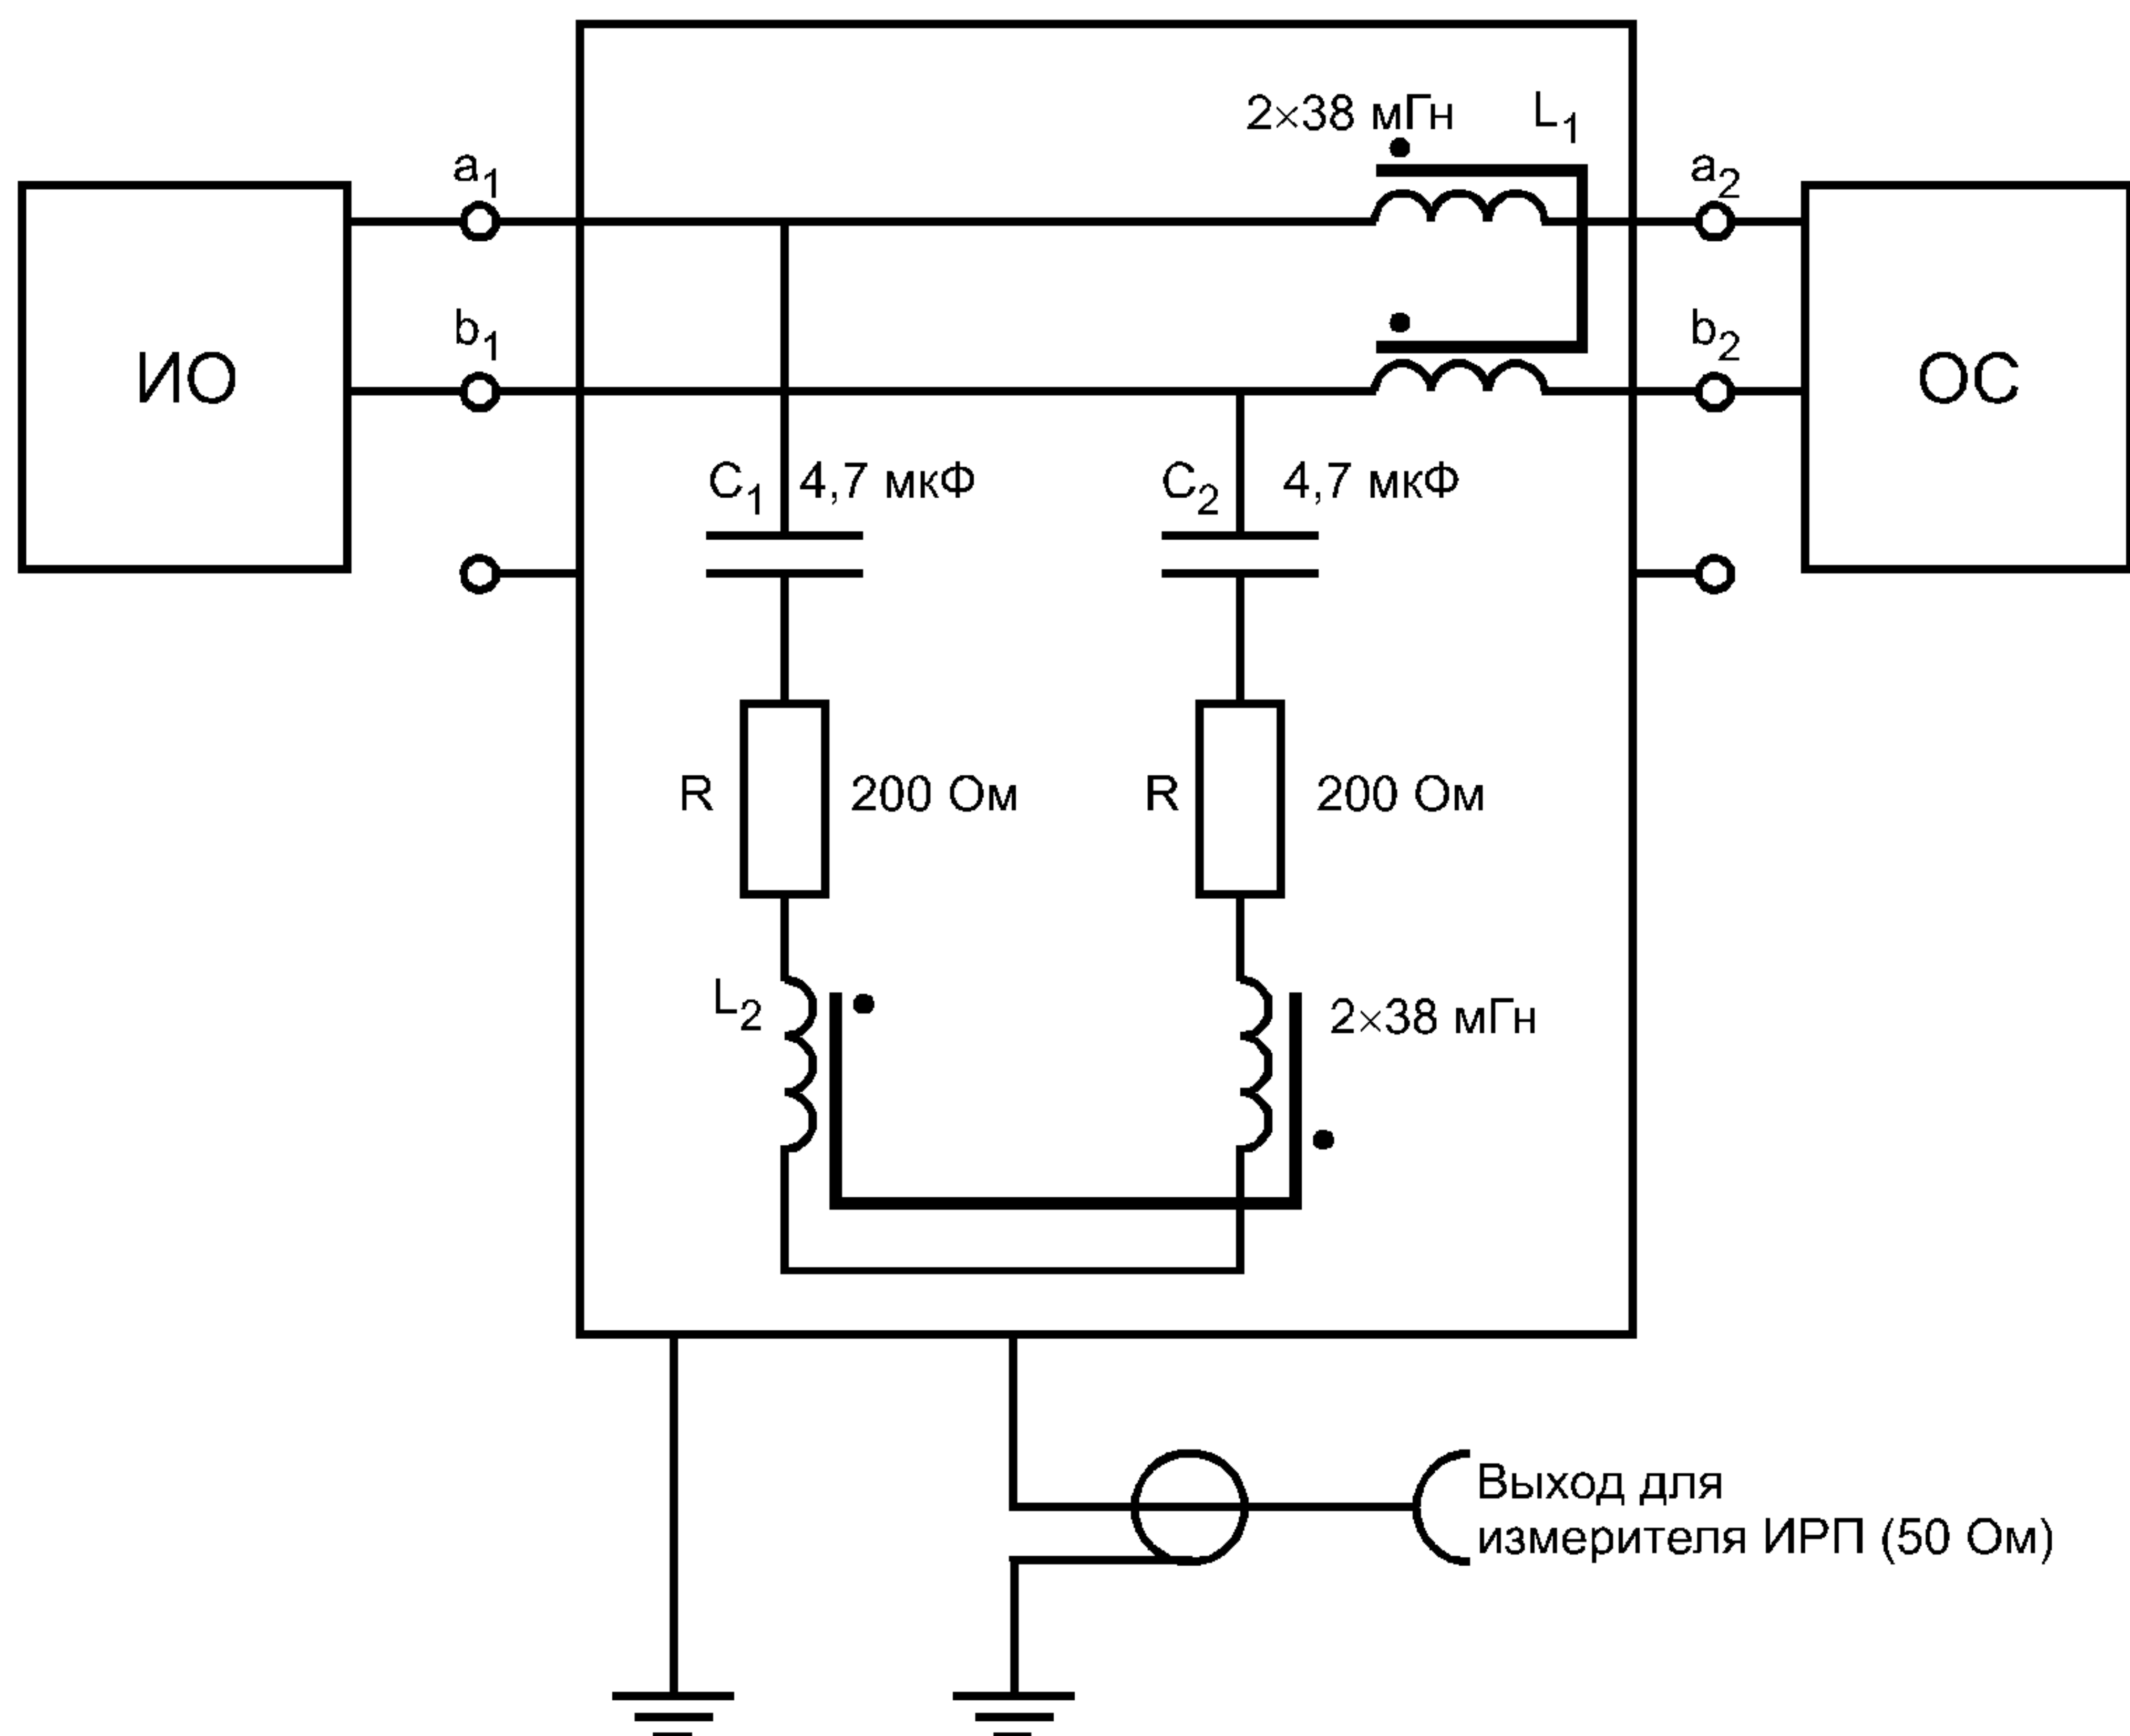 2×38 мГн
L1
a1
a2
b1
b2
ИО
ОС
C1 4,7 мкФ
C2 4,7 мкФ
R 200 Ом
R 200 Ом
L2
2×38 мГн
Выход для
измерителя ИРП (50 Ом)